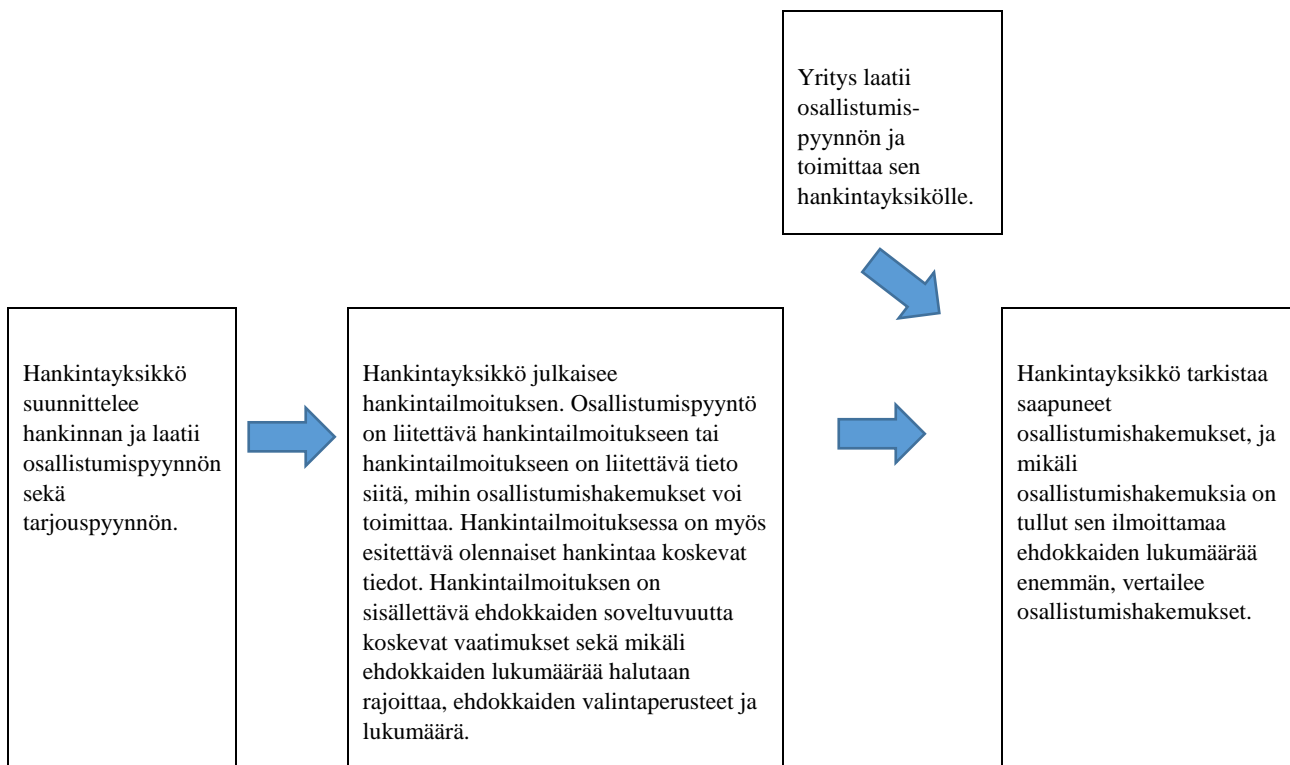 Yritys laatii
osallistumis-
pyynnön ja
toimittaa sen
hankintayksikölle.
Hankintayksikkö
suunnittelee
hankinnan ja laatii
osallistumispyynnön
sekä
tarjouspyynnön.
Hankintayksikkö julkaisee
hankintailmoituksen. Osallistumispyyntö
on liitettävä hankintailmoitukseen tai
hankintailmoitukseen on liitettävä tieto
siitä, mihin osallistumishakemukset voi
toimittaa. Hankintailmoituksessa on myös
esitettävä olennaiset hankintaa koskevat
tiedot. Hankintailmoituksen on
sisällettävä ehdokkaiden soveltuvuutta
koskevat vaatimukset sekä mikäli
ehdokkaiden lukumäärää halutaan
rajoittaa, ehdokkaiden valintaperusteet ja
lukumäärä.
Hankintayksikkö tarkistaa
saapuneet
osallistumishakemukset, ja
mikäli
osallistumishakemuksia on
tullut sen ilmoittamaa
ehdokkaiden lukumäärää
enemmän, vertailee
osallistumishakemukset.